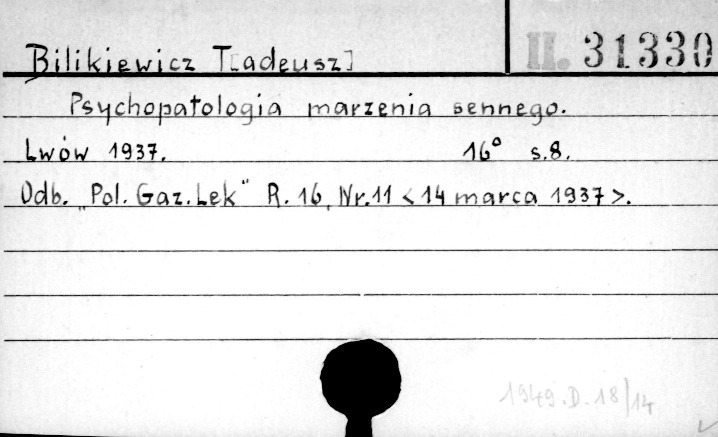 Bilikiewicz T[adeusz] II. 31330
Psychopatologia marzenia sennego.
Lwów 1937. 16° s.8.
Odb. „Pol. Gaz. Lek" R. 16, Nr. 11 <14 marca 1937>.
1949.D.18/14